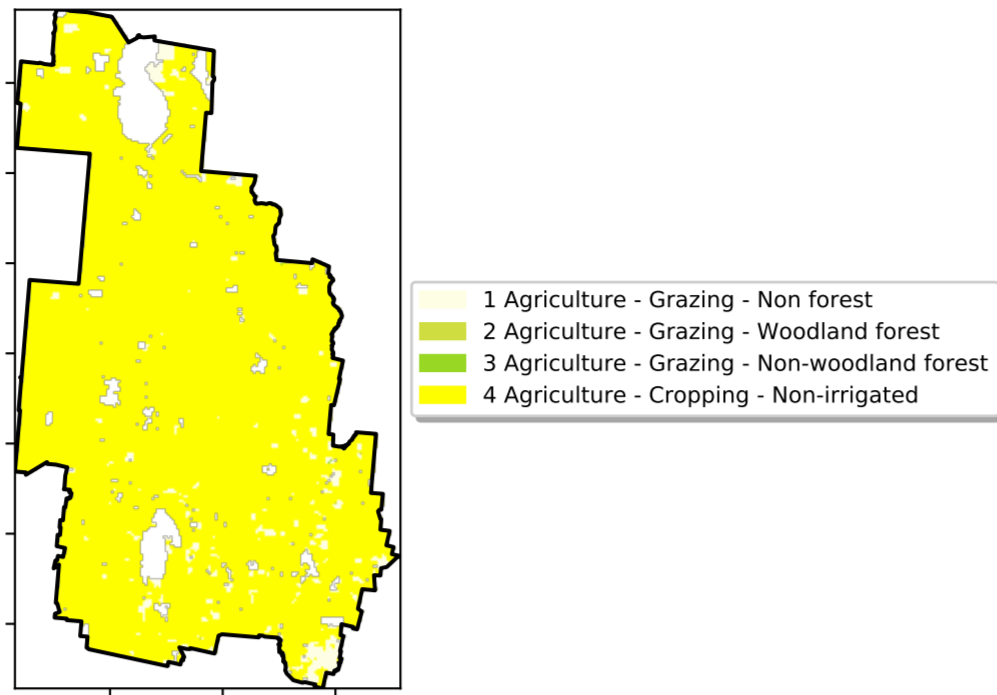 1 Agriculture - Grazing - Non forest
2 Agriculture - Grazing - Woodland forest
3 Agriculture - Grazing - Non-woodland forest
4 Agriculture - Cropping - Non-irrigated